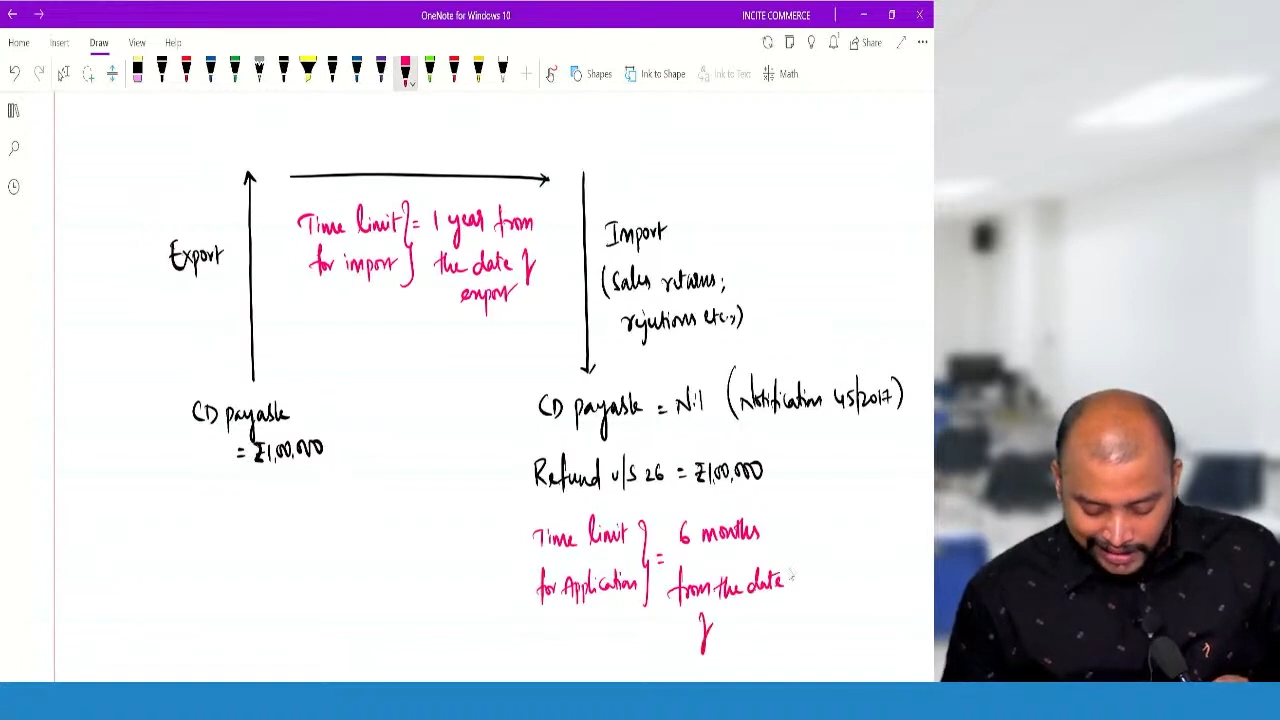 OneNote for Windows 10
INCITE COMMERCE
Home Insert Draw View Help
Share
Shapes Ink to Shape Ink to Text Math
Export
Time limit = 1 year from
for import the date of
export
Import
(Sales returns;
rejections etc.,)
CD payable
= ₹1,00,000
CD payable = Nil (Notification 45/2017)
Refund u/s 26 = ₹1,00,000
Time limit = 6 months
for Application from the date
of